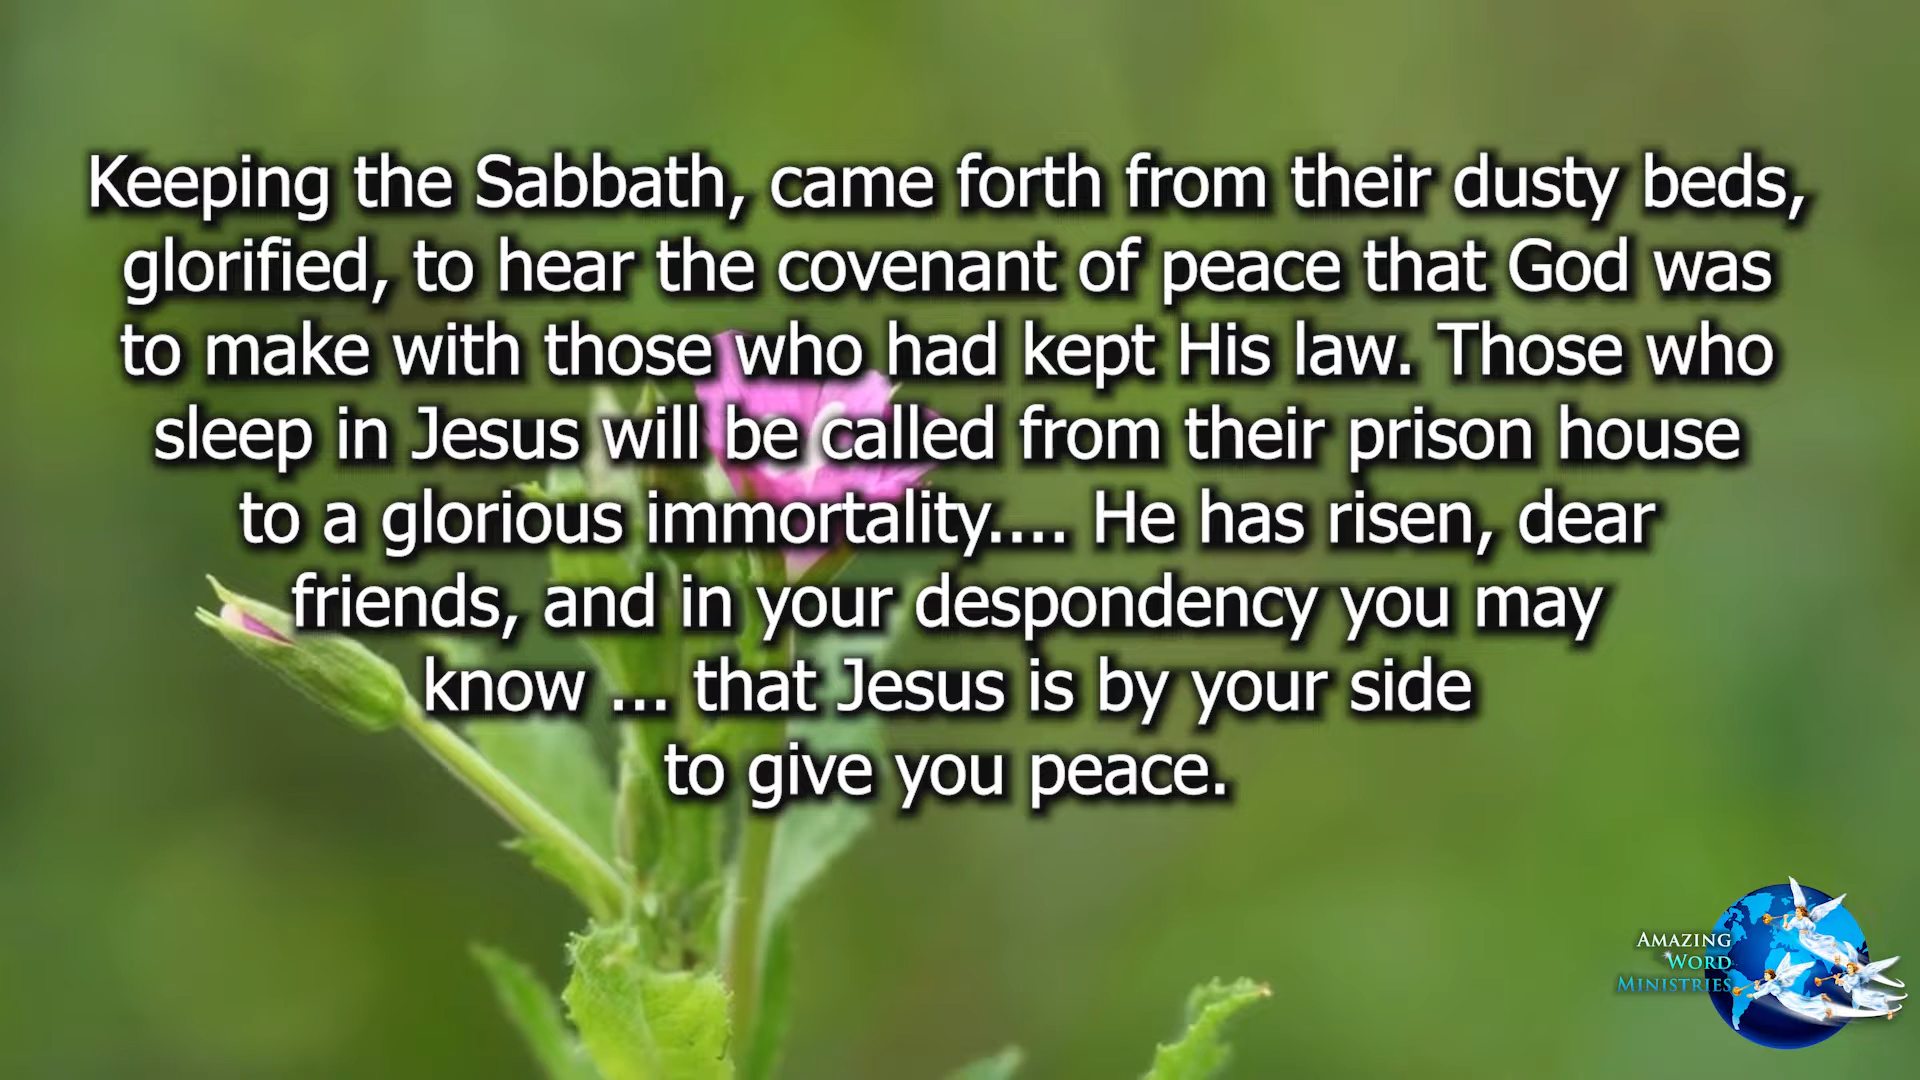 Keeping the Sabbath, came forth from their dusty beds,
glorified, to hear the covenant of peace that God was
to make with those who had kept His law. Those who
sleep in Jesus will be called from their prison house
to a glorious immortality.... He has risen, dear
friends, and in your despondency you may
know ... that Jesus is by your side
to give you peace.
AMAZING
WORD
MINISTRIES